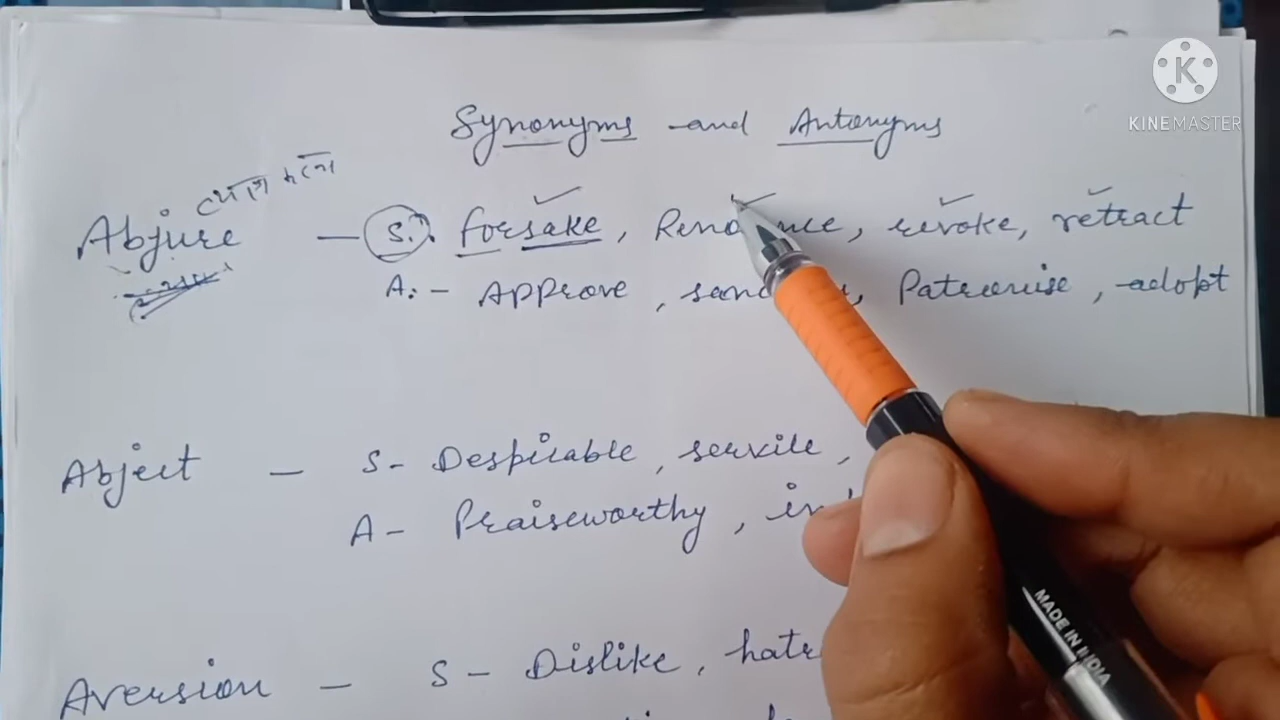 Synonyms and Antonyms
Abjure - S. Forsake, Renounce, revoke, retract
A:- Approve, Patronise, adopt
Abject - S- Despicable, servile,
A- Praiseworthy,
Aversion - S - Dislike,
KINEMASTER
MADE IN INDIA